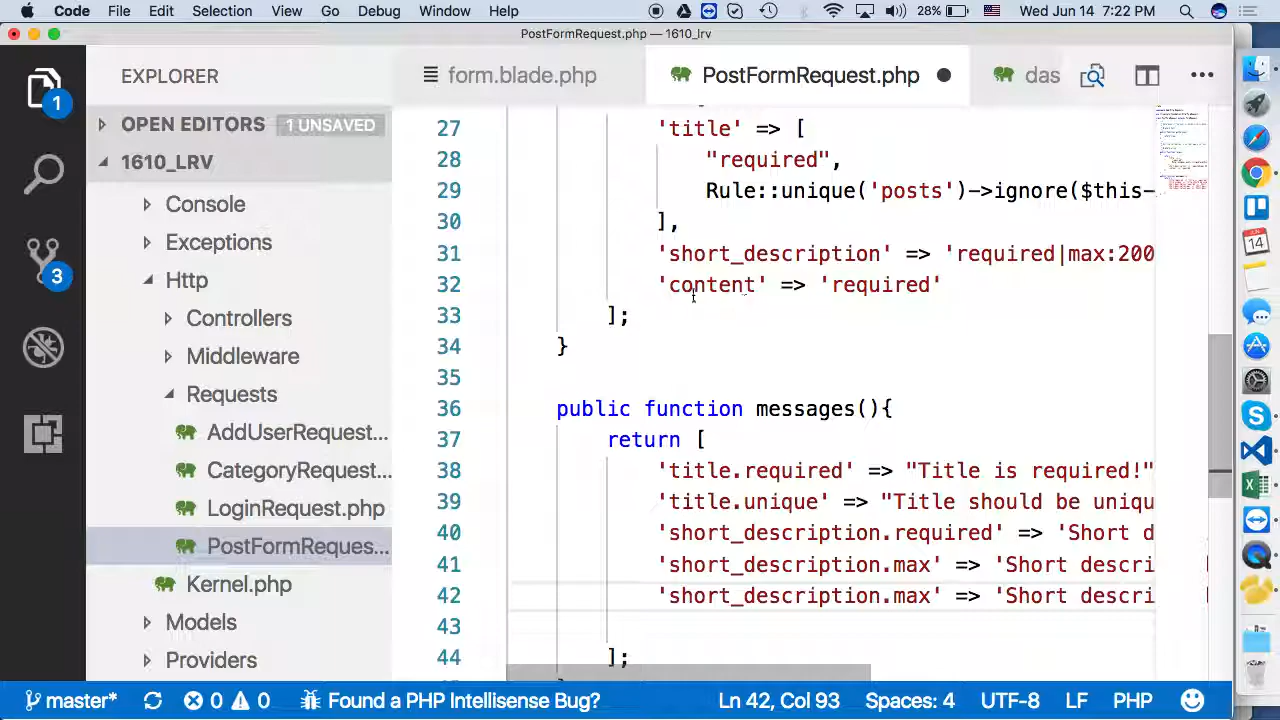 Code File Edit Selection View Go Debug Window Help 28% Wed Jun 14 7:22 PM
PostFormRequest.php — 1610_lrv
EXPLORER
form.blade.php PostFormRequest.php das
OPEN EDITORS 1 UNSAVED
1610_LRV
Console
Exceptions
Http
Controllers
Middleware
Requests
AddUserRequest...
CategoryRequest...
LoginRequest.php
PostFormReques...
Kernel.php
Models
Providers
1
3
27 'title' => [
28 "required",
29 Rule::unique('posts')->ignore($this-
30 ],
31 'short_description' => 'required|max:200
32 'content' => 'required'
33 ];
34 }
35
36 public function messages(){
37 return [
38 'title.required' => "Title is required!"
39 'title.unique' => "Title should be uniqu
40 'short_description.required' => 'Short d
41 'short_description.max' => 'Short descri
42 'short_description.max' => 'Short descri
43
44 ];
14
master* 0 0 Found a PHP Intellisense Bug? Ln 42, Col 93 Spaces: 4 UTF-8 LF PHP